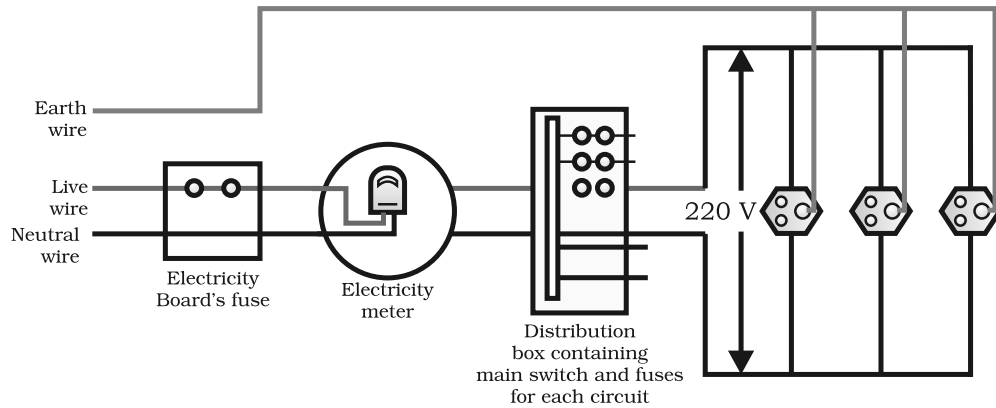 Earth
wire
Live
wire
Neutral
wire
Electricity
Board's fuse
Electricity
meter
Distribution
box containing
main switch and fuses
for each circuit
220 V